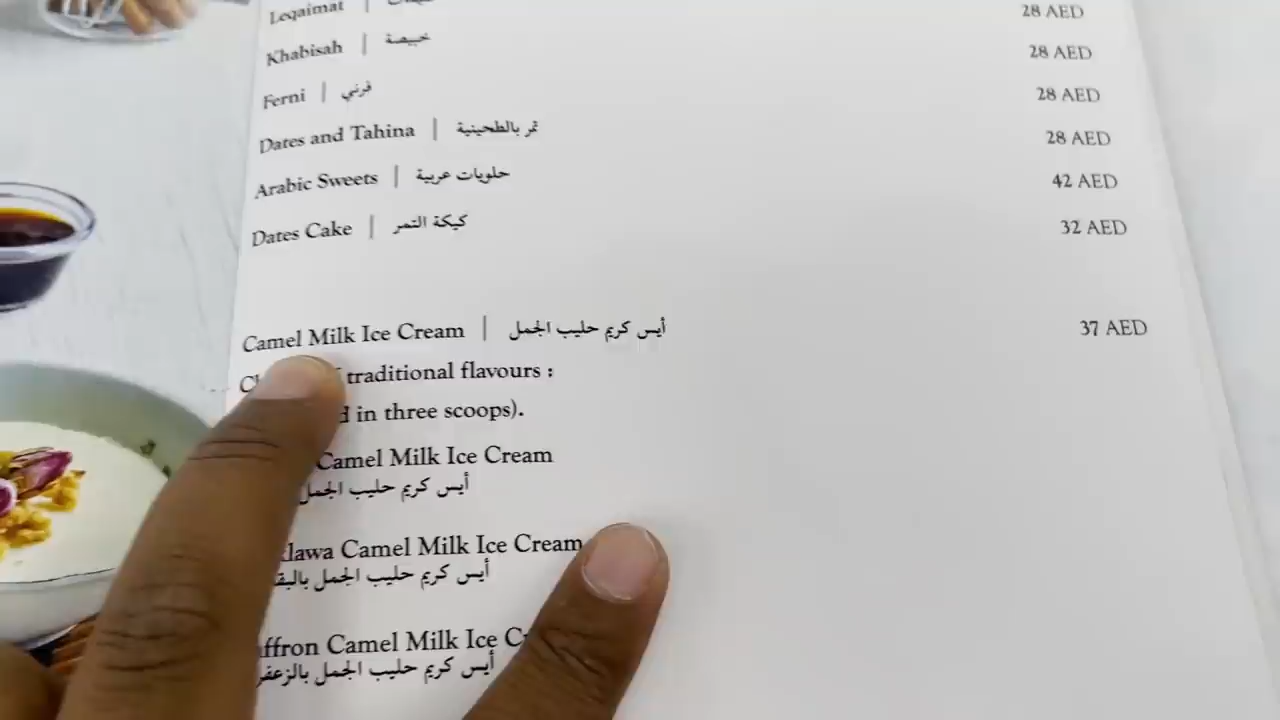 Leqaimat |
28 AED
Khabisah | خبيصة
28 AED
Ferni | فرني
28 AED
Dates and Tahina | تمر بالطحينية
28 AED
Arabic Sweets | حلويات عربية
42 AED
Dates Cake | كيكة التمر
32 AED
Camel Milk Ice Cream | أيس كريم حليب الجمل
37 AED
traditional flavours :
in three scoops).
Camel Milk Ice Cream
أيس كريم حليب الجمل
Camel Milk Ice Cream
أيس كريم حليب الجمل
Camel Milk Ice
أيس كريم حليب الجمل